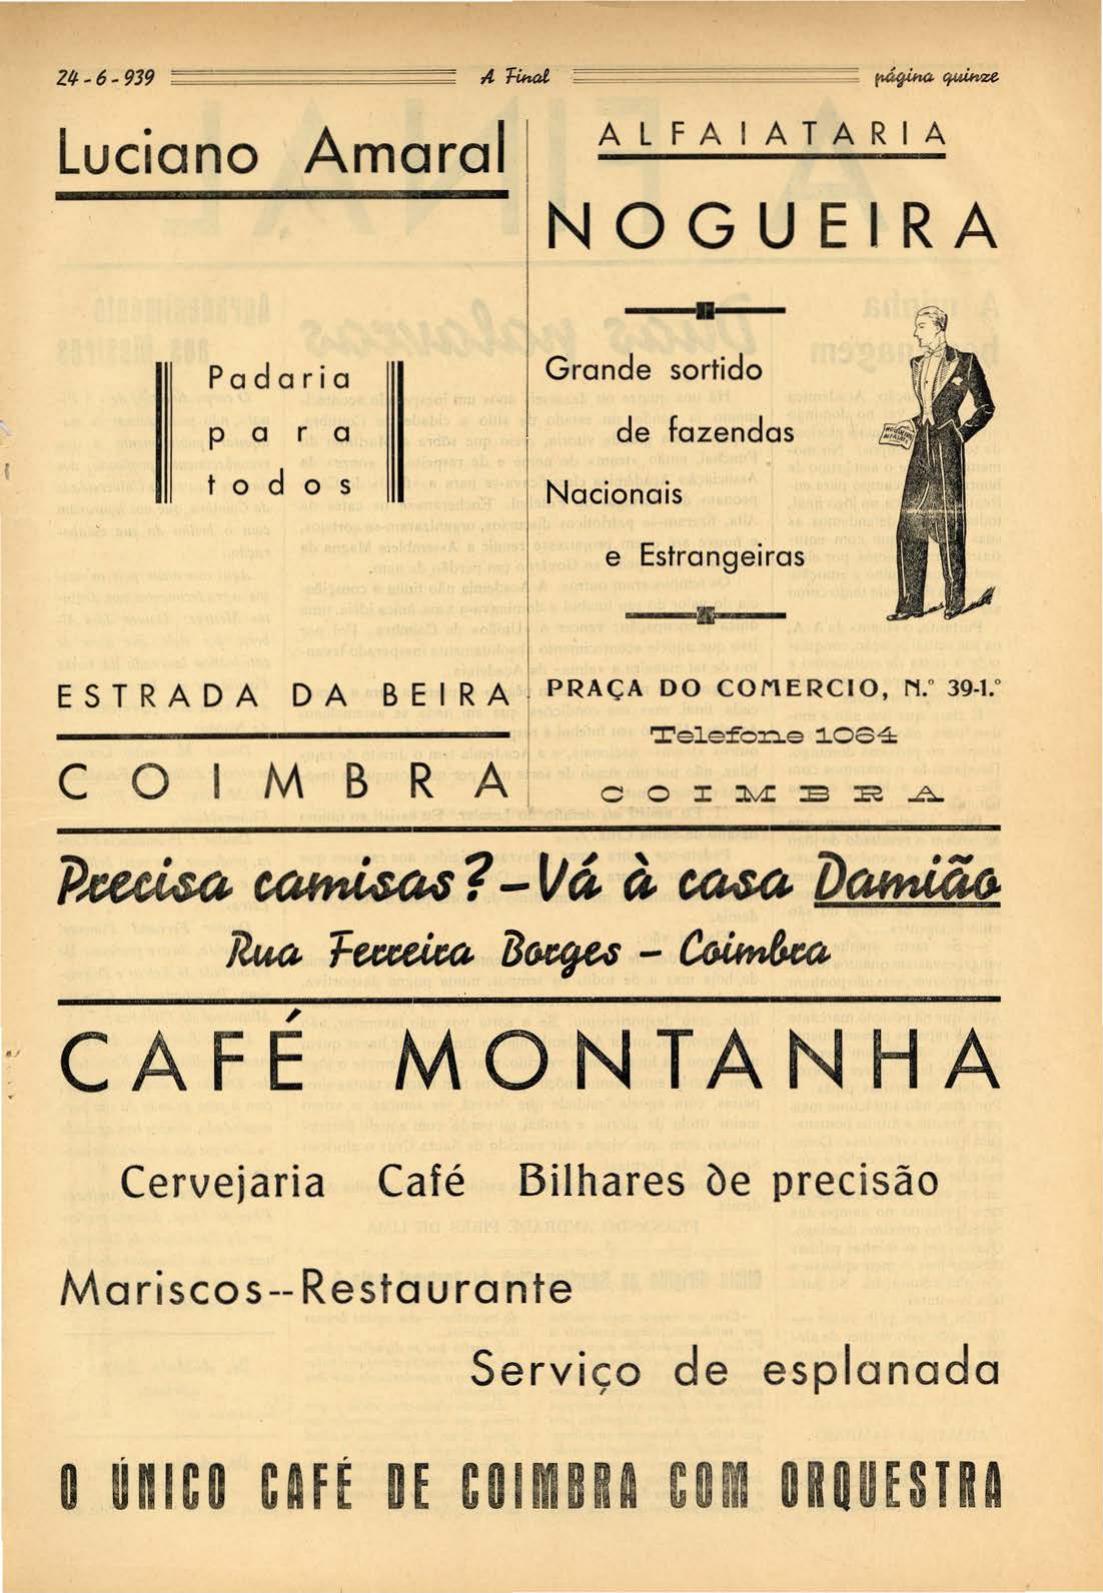 24-6-939 A Final página quinze
Luciano Amaral
Padaria
para
todos
ESTRADA DA BEIRA
COIMBRA
ALFAIATARIA
NOGUEIRA
Grande sortido
de fazendas
Nacionais
e Estrangeiras
PRAÇA DO COMERCIO, N.º 39-1.º
Telefone 1064
COIMBRA
Precisa camisas? - Vá à casa Damião
Rua Ferreira Borges - Coimbra
CAFÉ MONTANHA
Cervejaria Café Bilhares de precisão
Mariscos--Restaurante
Serviço de esplanada
O ÚNICO CAFÉ DE COIMBRA COM ORQUESTRA